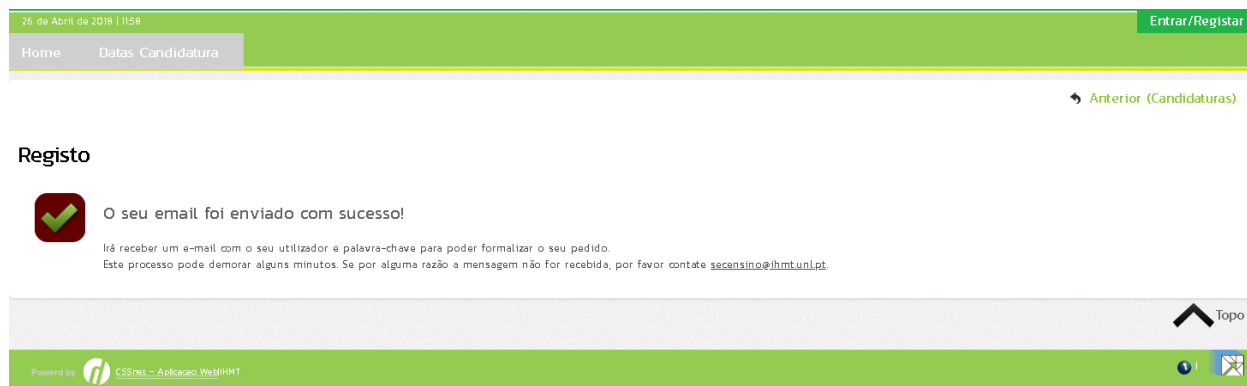 26 de Abril de 2018 | 11:58
Entrar/Registar
Home Datas Candidatura
Anterior (Candidaturas)
Registo
O seu email foi enviado com sucesso!
Irá receber um e-mail com o seu utilizador e palavra-chave para poder formalizar o seu pedido.
Este processo pode demorar alguns minutos. Se por alguma razão a mensagem não for recebida, por favor contate secensino@ihmt.unl.pt.
Topo
Powerd by CSSnet - Aplicacao Web|IHMT